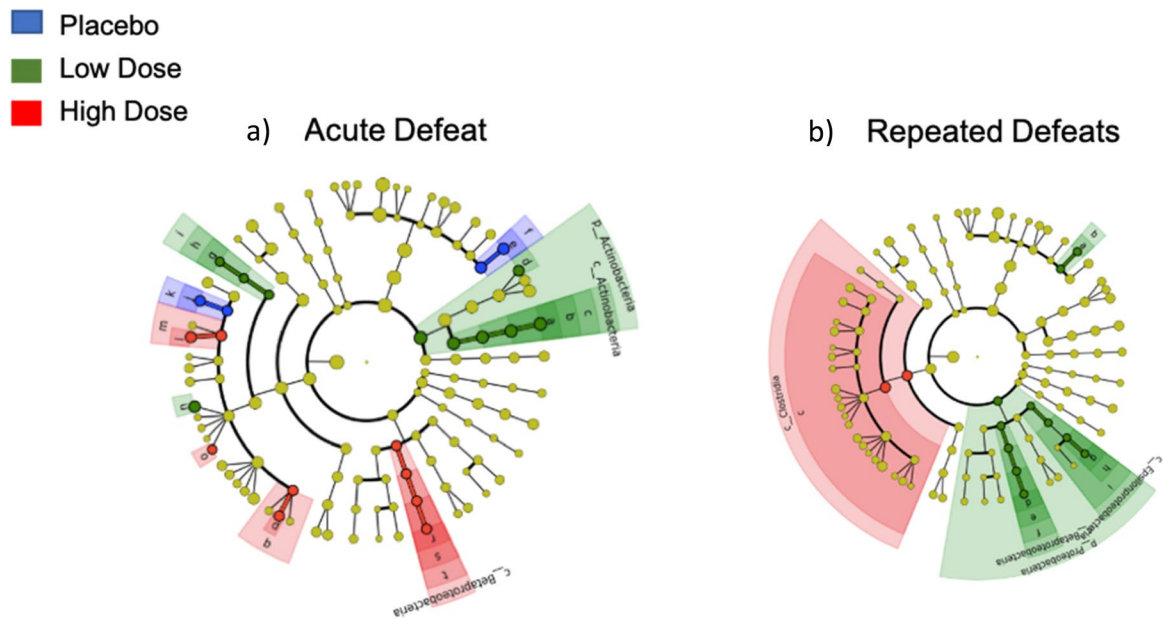 Placebo
Low Dose
High Dose
a) Acute Defeat
b) Repeated Defeats
p__Actinobacteria
c__Actinobacteria
f
e
d
c
b
a
i
h
g
k
j
m
l
n
o
p
q
r
s
t
c__Betaproteobacteria
c__Clostridia
c
b
a
h
i
d
e
f
c__Epsilonproteobacteria
c__Betaproteobacteria
p__Proteobacteria